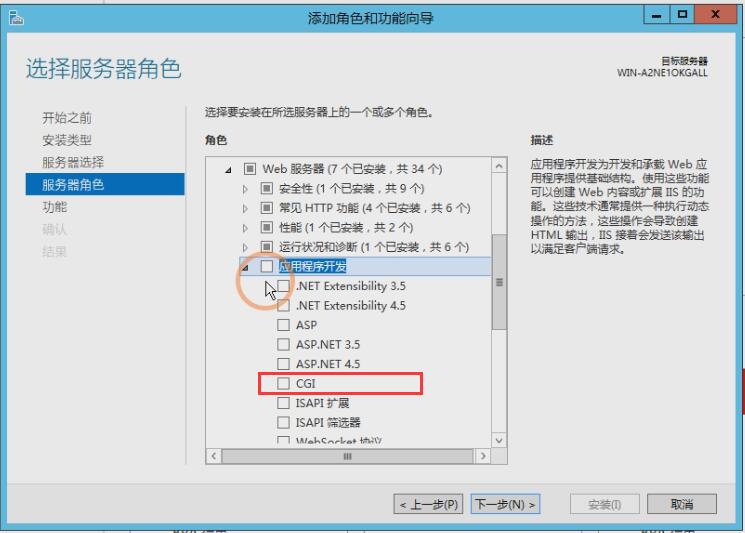 添加角色和功能向导
选择服务器角色
目标服务器
WIN-A2NE1OKGALL
开始之前
安装类型
服务器选择
服务器角色
功能
确认
结果
选择要安装在所选服务器上的一个或多个角色。
角色
Web 服务器 (7 个已安装，共 34 个)
安全性 (1 个已安装，共 9 个)
常见 HTTP 功能 (4 个已安装，共 6 个)
性能 (1 个已安装，共 2 个)
运行状况和诊断 (1 个已安装，共 6 个)
应用程序开发
.NET Extensibility 3.5
.NET Extensibility 4.5
ASP
ASP.NET 3.5
ASP.NET 4.5
CGI
ISAPI 扩展
ISAPI 筛选器
WebSocket 协议
描述
应用程序开发为开发和承载 Web 应
用程序提供基础结构。使用这些功能
可以创建 Web 内容或扩展 IIS 的功
能。这些技术通常提供一种执行动态
操作的方法，这些操作会导致创建
HTML 输出，IIS 接着会发送该输出
以满足客户端请求。
< 上一步(P)
下一步(N) >
安装(I)
取消